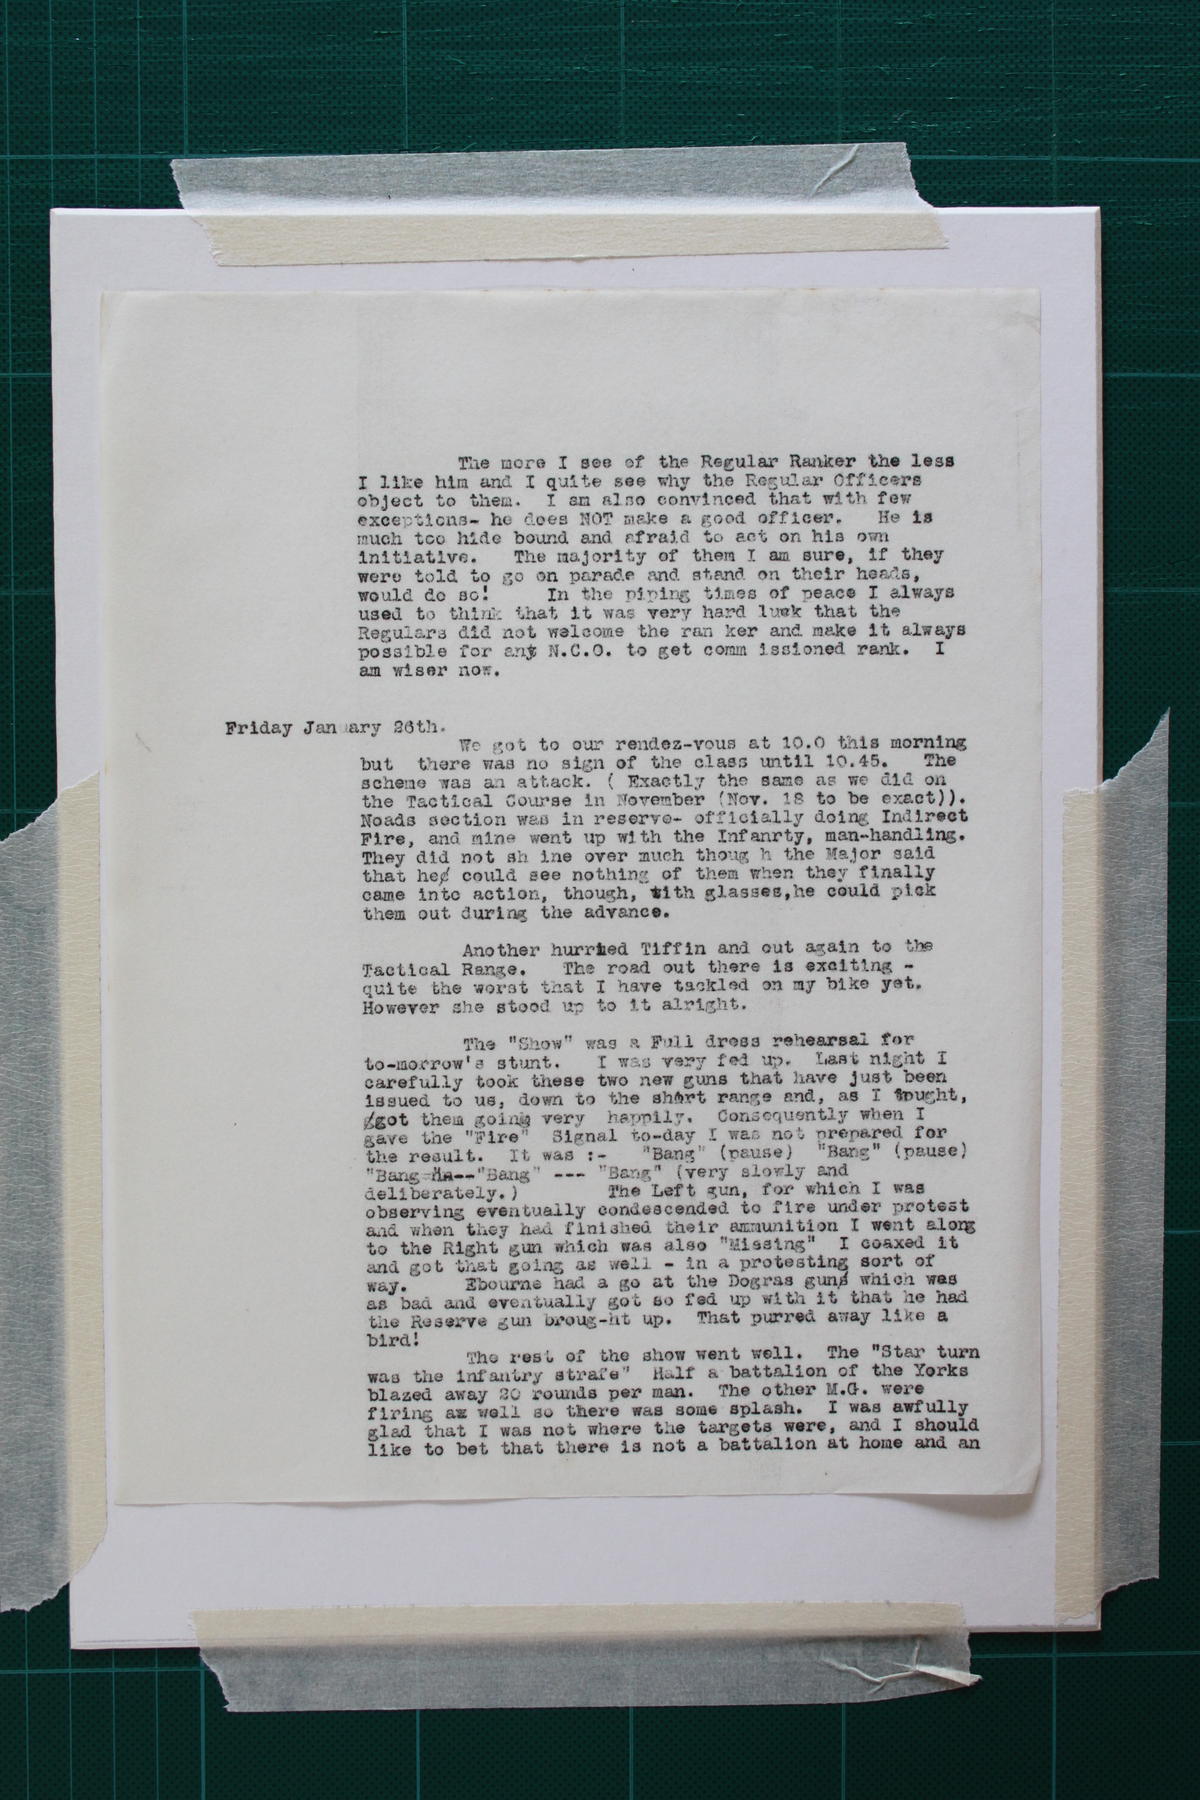 The more I see of the Regular Ranker the less
I like him and I quite see why the Regular Officers
object to them. I am also convinced that with few
exceptions- he does NOT make a good officer. He is
much too hide bound and afraid to act on his own
initiative. The majority of them I am sure, if they
were told to go on parade and stand on their heads,
would do so! In the piping times of peace I always
used to think that it was very hard luck that the
Regulars did not welcome the ran ker and make it always
possible for any N.C.O. to get comm issioned rank. I
am wiser now.
Friday January 26th.
We got to our rendez-vous at 10.0 this morning
but there was no sign of the class until 10.45. The
scheme was an attack. ( Exactly the same as we did on
the Tactical Course in November (Nov. 18 to be exact)).
Noads section was in reserve- officially doing Indirect
Fire, and mine went up with the Infanrty, man-handling.
They did not sh ine over much thoug h the Major said
that he could see nothing of them when they finally
came into action, though, with glasses,he could pick
them out during the advance.
Another hurried Tiffin and out again to the
Tactical Range. The road out there is exciting -
quite the worst that I have tackled on my bike yet.
However she stood up to it alright.
The "Show" was a Full dress rehearsal for
to-morrow's stunt. I was very fed up. Last night I
carefully took these two new guns that have just been
issued to us, down to the short range and, as I tought,
got them going very happily. Consequently when I
gave the "Fire" Signal to-day I was not prepared for
the result. It was :- "Bang" (pause) "Bang" (pause)
"Bang --"Bang" --- "Bang" (very slowly and
deliberately.) The Left gun, for which I was
observing eventually condescended to fire under protest
and when they had finished their ammunition I went along
to the Right gun which was also "Missing" I coaxed it
and got that going as well - in a protesting sort of
way. Ebourne had a go at the Dogras gun which was
as bad and eventually got so fed up with it that he had
the Reserve gun broug-ht up. That purred away like a
bird!
The rest of the show went well. The "Star turn
was the infantry strafe" Half a battalion of the Yorks
blazed away 20 rounds per man. The other M.G. were
firing as well so there was some splash. I was awfully
glad that I was not where the targets were, and I should
like to bet that there is not a battalion at home and an